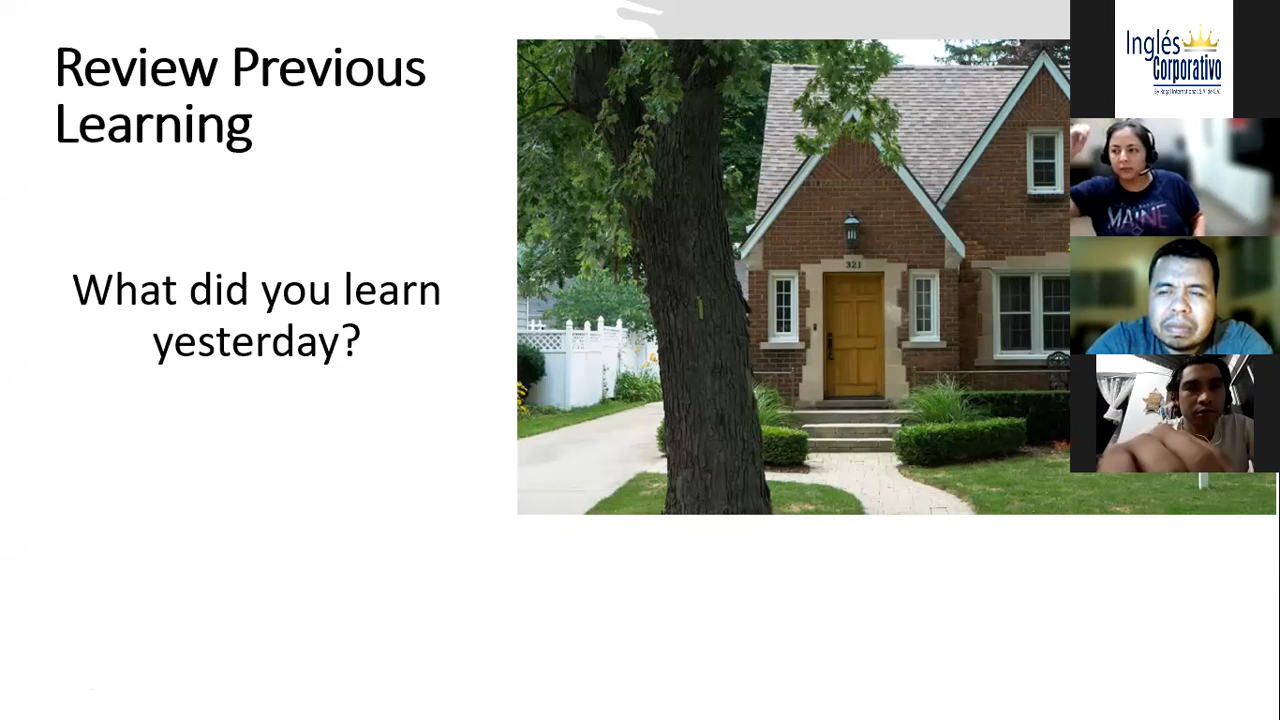 Review Previous
Learning
What did you learn
yesterday?
321
Inglés
Corporativo
MAINE